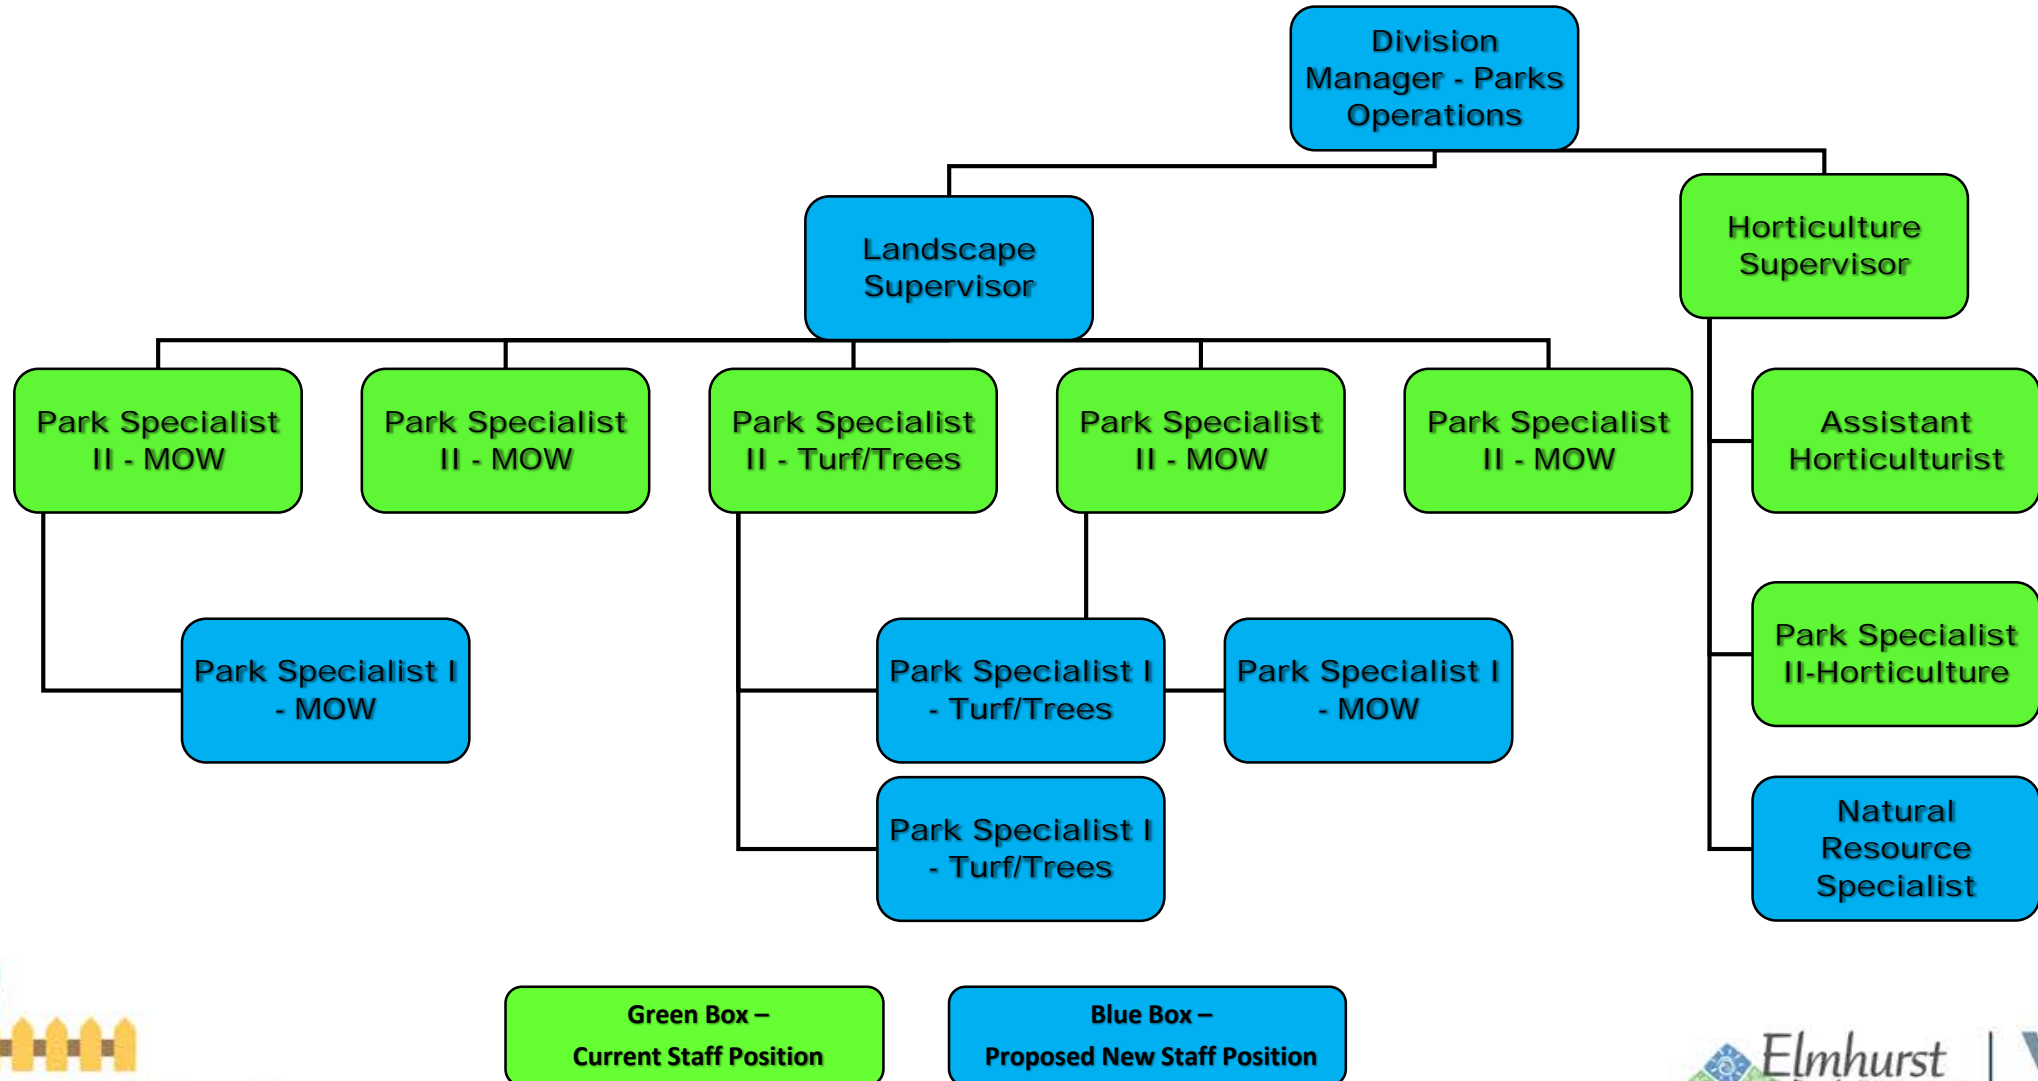 Division
Manager - Parks
Operations
Landscape
Supervisor
Horticulture
Supervisor
Park Specialist
II - MOW
Park Specialist
II - MOW
Park Specialist
II - Turf/Trees
Park Specialist
II - MOW
Park Specialist
II - MOW
Assistant
Horticulturist
Park Specialist I
- MOW
Park Specialist I
- Turf/Trees
Park Specialist I
- MOW
Park Specialist
II-Horticulture
Park Specialist I
- Turf/Trees
Natural
Resource
Specialist
Green Box –
Current Staff Position
Blue Box –
Proposed New Staff Position
Elmhurst